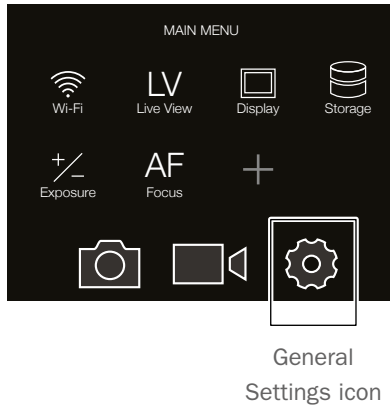 MAIN MENU
Wi-Fi
LV
Live View
Display
Storage
+/-
Exposure
AF
Focus
+
General
Settings icon